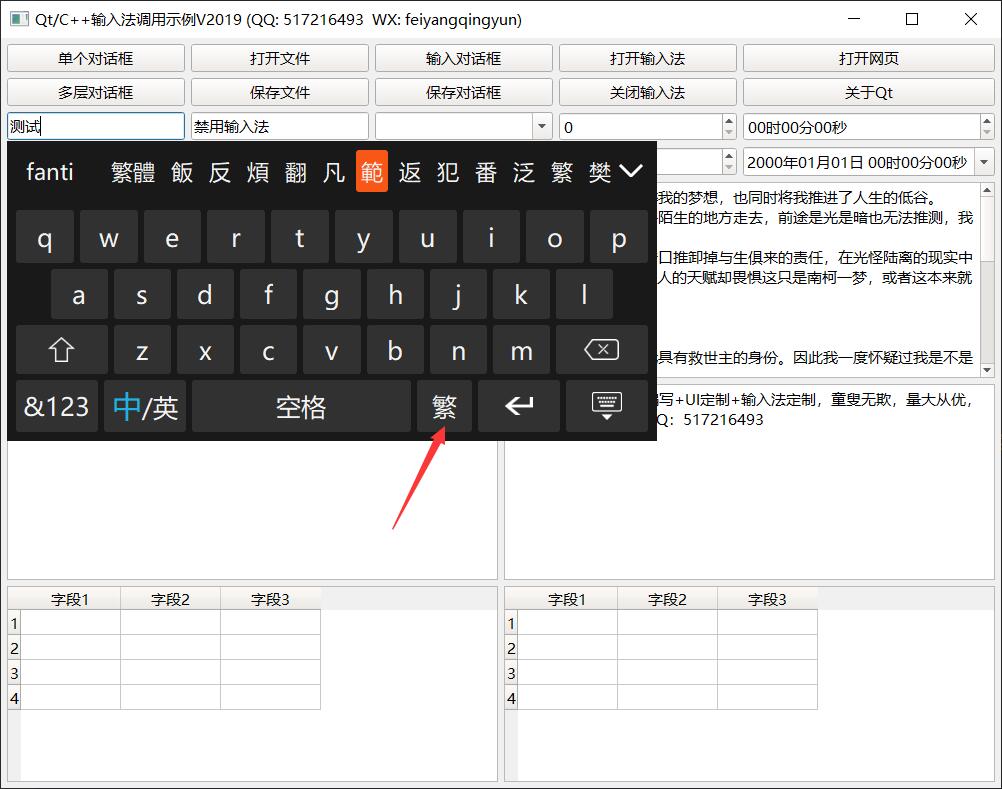 Qt/C++输入法调用示例V2019 (QQ: 517216493  WX: feiyangqingyun)
单个对话框 打开文件 输入对话框 打开输入法 打开网页
多层对话框 保存文件 保存对话框 关闭输入法 关于Qt
测试 禁用输入法 0 00时00分00秒
2000年01月01日 00时00分00秒
fanti 繁體 飯 反 煩 翻 凡 範 返 犯 番 泛 繁 樊
q w e r t y u i o p
a s d f g h j k l
z x c v b n m
&123 中/英 空格 繁
我的梦想，也同时将我推进了人生的低谷。
陌生的地方走去，前途是光是暗也无法推测，我
口推卸掉与生俱来的责任，在光怪陆离的现实中
人的天赋却畏惧这只是南柯一梦，或者这本来就
具有救世主的身份。因此我一度怀疑过我是不是
写+UI定制+输入法定制，童叟无欺，量大从优，
Q：517216493
字段1 字段2 字段3
1
2
3
4
字段1 字段2 字段3
1
2
3
4